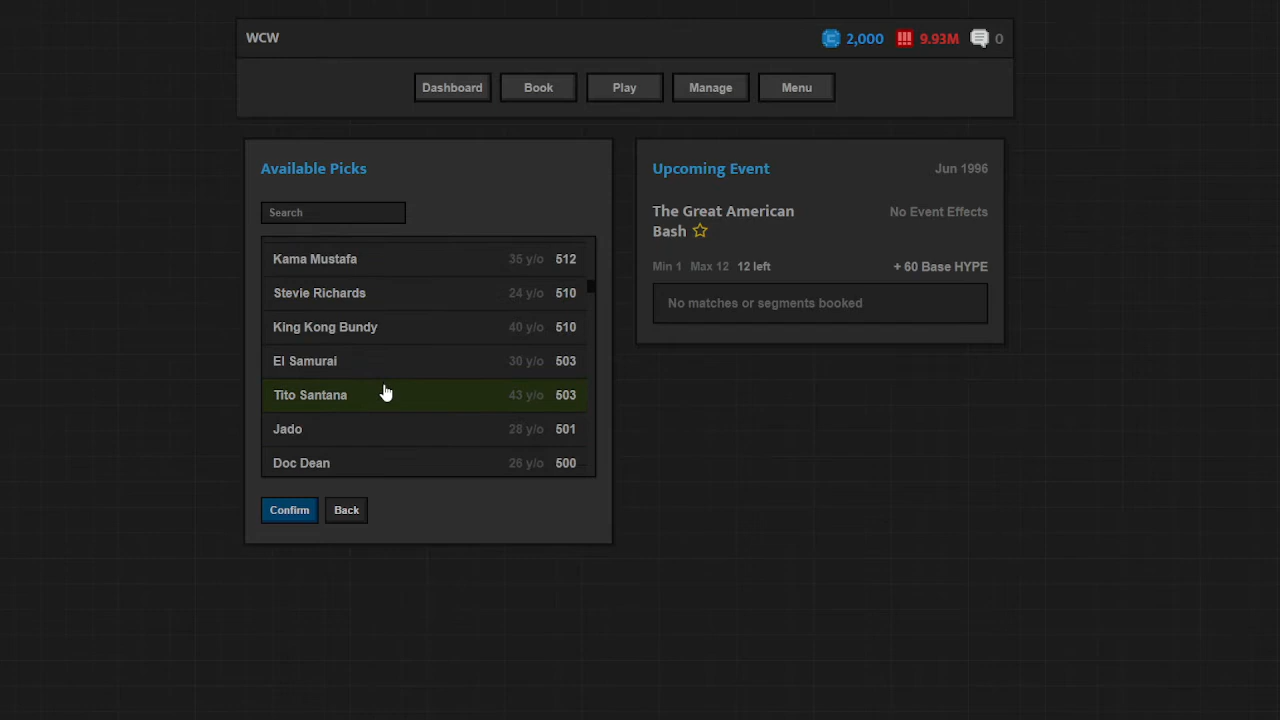 WCW
2,000
9.93M
0
Dashboard
Book
Play
Manage
Menu
Available Picks
Search
Kama Mustafa 35 y/o 512
Stevie Richards 24 y/o 510
King Kong Bundy 40 y/o 510
El Samurai 30 y/o 503
Tito Santana 43 y/o 503
Jado 28 y/o 501
Doc Dean 26 y/o 500
Confirm
Back
Upcoming Event Jun 1996
The Great American No Event Effects
Bash
Min 1 Max 12 12 left + 60 Base HYPE
No matches or segments booked